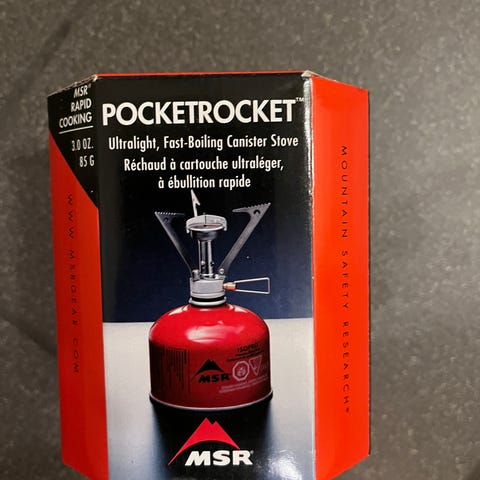 MSR®
RAPID
COOKING
3.0 OZ.
85 G
WWW.MSRGEAR.COM
POCKETROCKET™
Ultralight, Fast-Boiling Canister Stove
Réchaud à cartouche ultraléger,
à ébullition rapide
ISOPRO
MSR
MSR®
MOUNTAIN SAFETY RESEARCH®